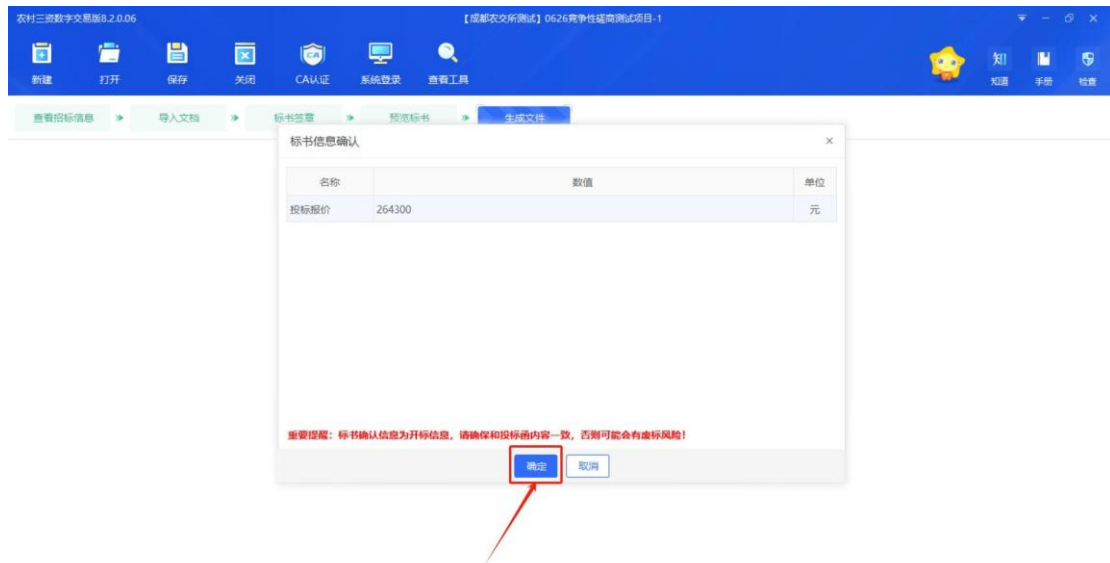 农村三资数字交易版8.2.0.06
【成都农交所测试】0626竞争性磋商测试项目-1
新建 打开 保存 关闭 CA认证 系统登录 查看工具 知 知道 手册 检查
查看招标信息 导入文档 标书签章 预览标书 生成文件
标书信息确认
名称 数值 单位
投标报价 264300 元
重要提醒：标书确认信息为开标信息，请确保和投标函内容一致，否则可能会有废标风险！
确定 取消